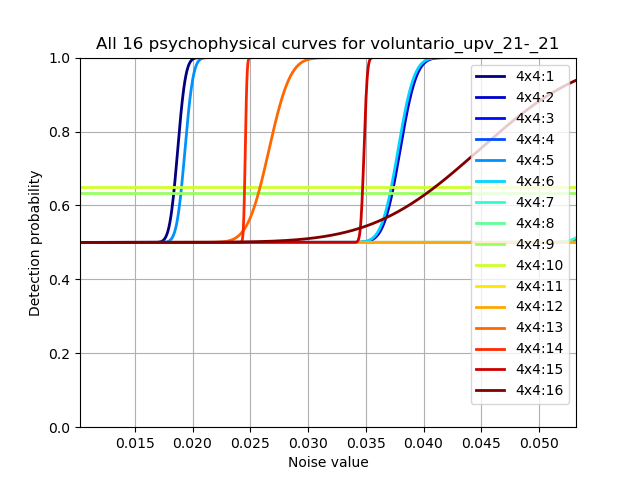 All 16 psychophysical curves for voluntario_upv_21-_21
1.0
0.8
0.6
0.4
0.2
0.0
Detection probability
4x4:1
4x4:2
4x4:3
4x4:4
4x4:5
4x4:6
4x4:7
4x4:8
4x4:9
4x4:10
4x4:11
4x4:12
4x4:13
4x4:14
4x4:15
4x4:16
0.015 0.020 0.025 0.030 0.035 0.040 0.045 0.050
Noise value